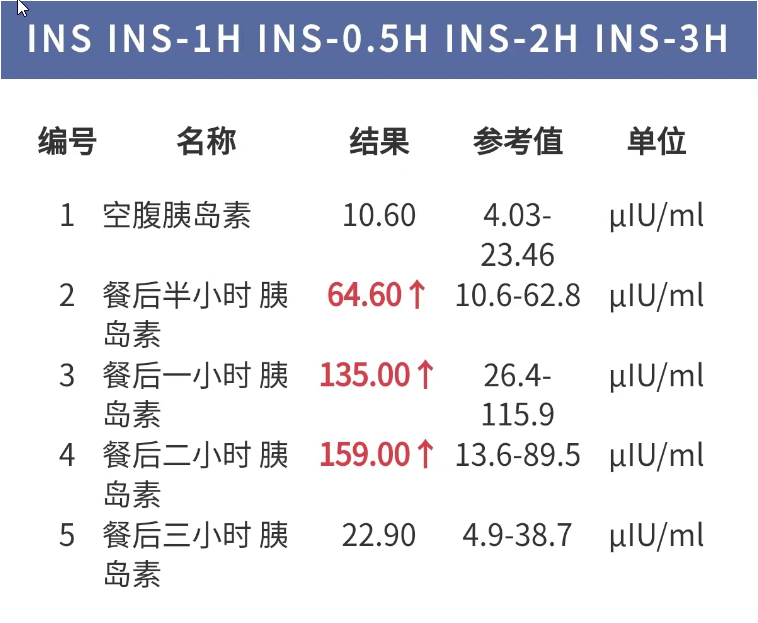 INS INS-1H INS-0.5H INS-2H INS-3H
编号 名称 结果 参考值 单位
1 空腹胰岛素 10.60 4.03- μIU/ml
23.46
2 餐后半小时 胰 64.60↑ 10.6-62.8 μIU/ml
岛素
3 餐后一小时 胰 135.00↑ 26.4- μIU/ml
岛素 115.9
4 餐后二小时 胰 159.00↑ 13.6-89.5 μIU/ml
岛素
5 餐后三小时 胰 22.90 4.9-38.7 μIU/ml
岛素